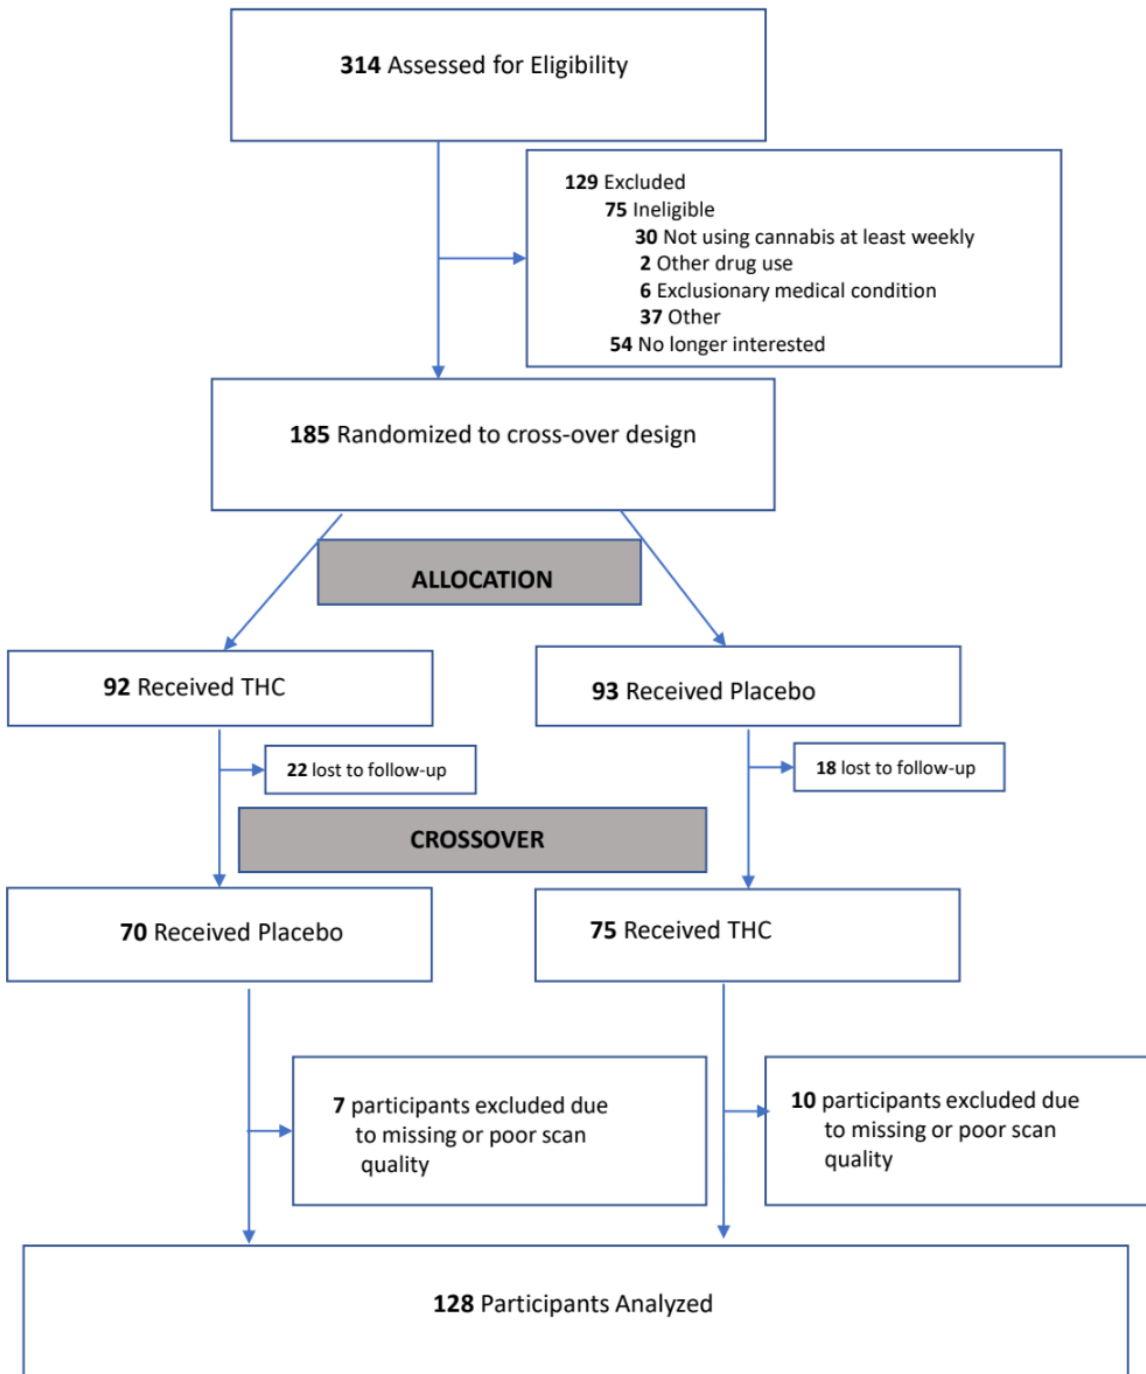 314 Assessed for Eligibility
129 Excluded
75 Ineligible
30 Not using cannabis at least weekly
2 Other drug use
6 Exclusionary medical condition
37 Other
54 No longer interested
185 Randomized to cross-over design
ALLOCATION
92 Received THC
93 Received Placebo
22 lost to follow-up
18 lost to follow-up
CROSSOVER
70 Received Placebo
75 Received THC
7 participants excluded due
to missing or poor scan
quality
10 participants excluded due
to missing or poor scan
quality
128 Participants Analyzed